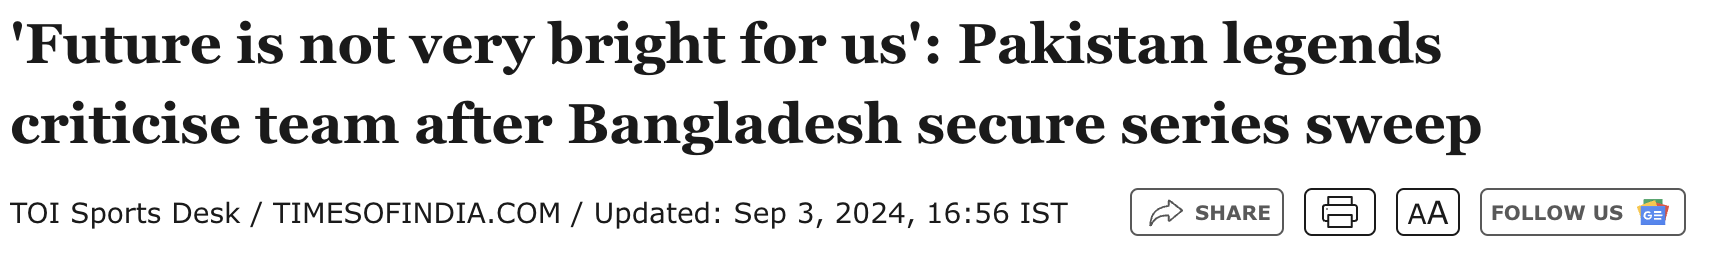 'Future is not very bright for us': Pakistan legends
criticise team after Bangladesh secure series sweep
TOI Sports Desk / TIMESOFINDIA.COM / Updated: Sep 3, 2024, 16:56 IST SHARE AA FOLLOW US GE